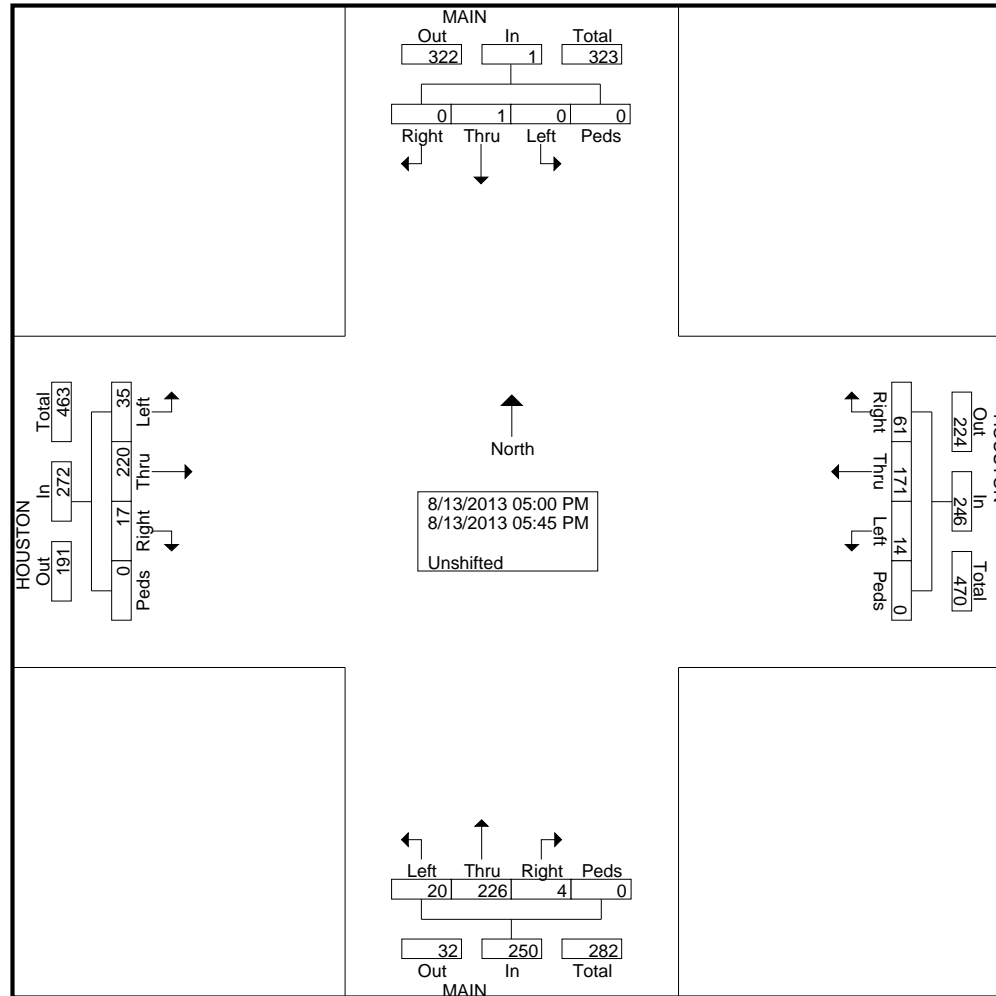 MAIN
Out In Total
322 1 323
0 1 0 0
Right Thru Left Peds
Total 463
In 272
Out 191
HOUSTON
35 220 17 0
Left Thru Right Peds
North
8/13/2013 05:00 PM
8/13/2013 05:45 PM
Unshifted
Right Thru Left Peds
61 171 14 0
Out 224
In 246
Total 470
Left Thru Right Peds
20 226 4 0
32 250 282
Out In Total
MAIN